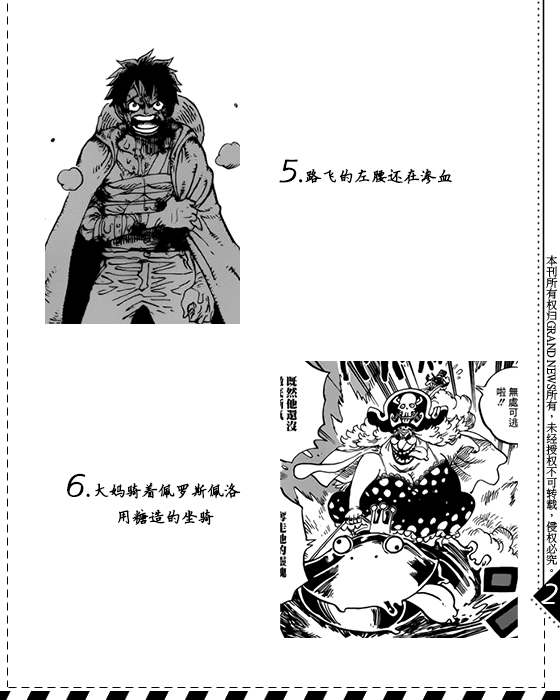 5.路飞的左腰还在渗血
無處可逃
啦!!
既然他還沒
6.大妈骑着佩罗斯佩洛
用糖造的坐骑
本刊所有权归GRAND NEWS所有 未经授权不可转载，侵权必究。
2